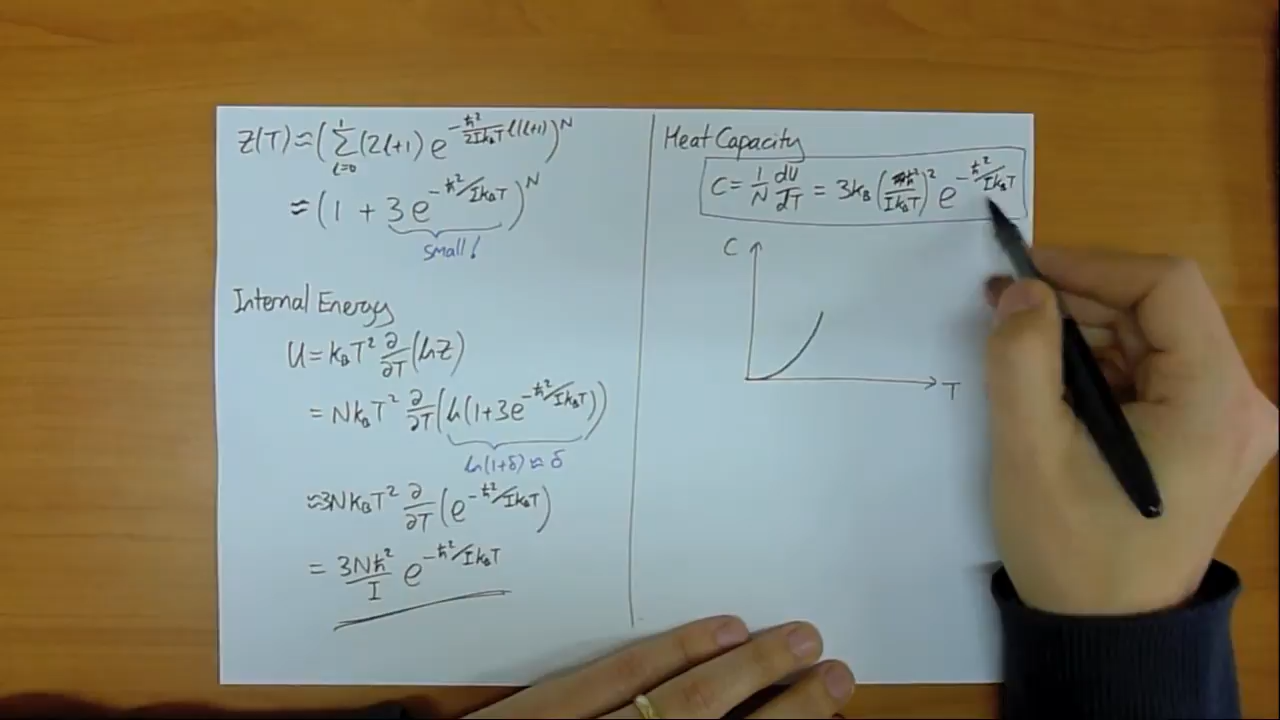 Z(T) ≈ (∑_{l=0}^{1} (2l+1) e^{-ħ²/2Ik_BT l(l+1)})^N
≈ (1 + 3e^{-ħ²/Ik_BT})^N
small!
Internal Energy
U = k_BT² ∂/∂T (ln Z)
= Nk_BT² ∂/∂T (ln(1+3e^{-ħ²/Ik_BT}))
ln(1+δ) ≈ δ
≈ 3Nk_BT² ∂/∂T (e^{-ħ²/Ik_BT})
= 3Nħ²/I e^{-ħ²/Ik_BT}
Heat Capacity
C = 1/N dU/dT = 3k_B (ħ²/Ik_BT)² e^{-ħ²/Ik_BT}
C
T